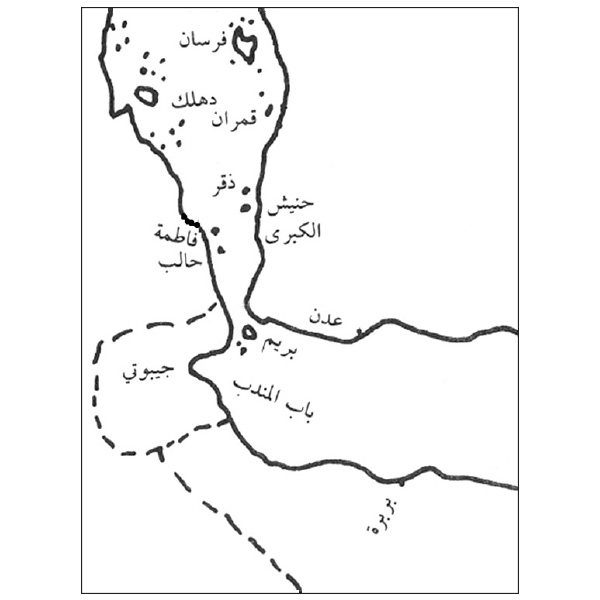 فرسان
دهلك
قمران
ذقر
حنيش
الكبرى
فاطمة
حالب
عدن
بريم
جيبوتي
باب المندب
بربرة